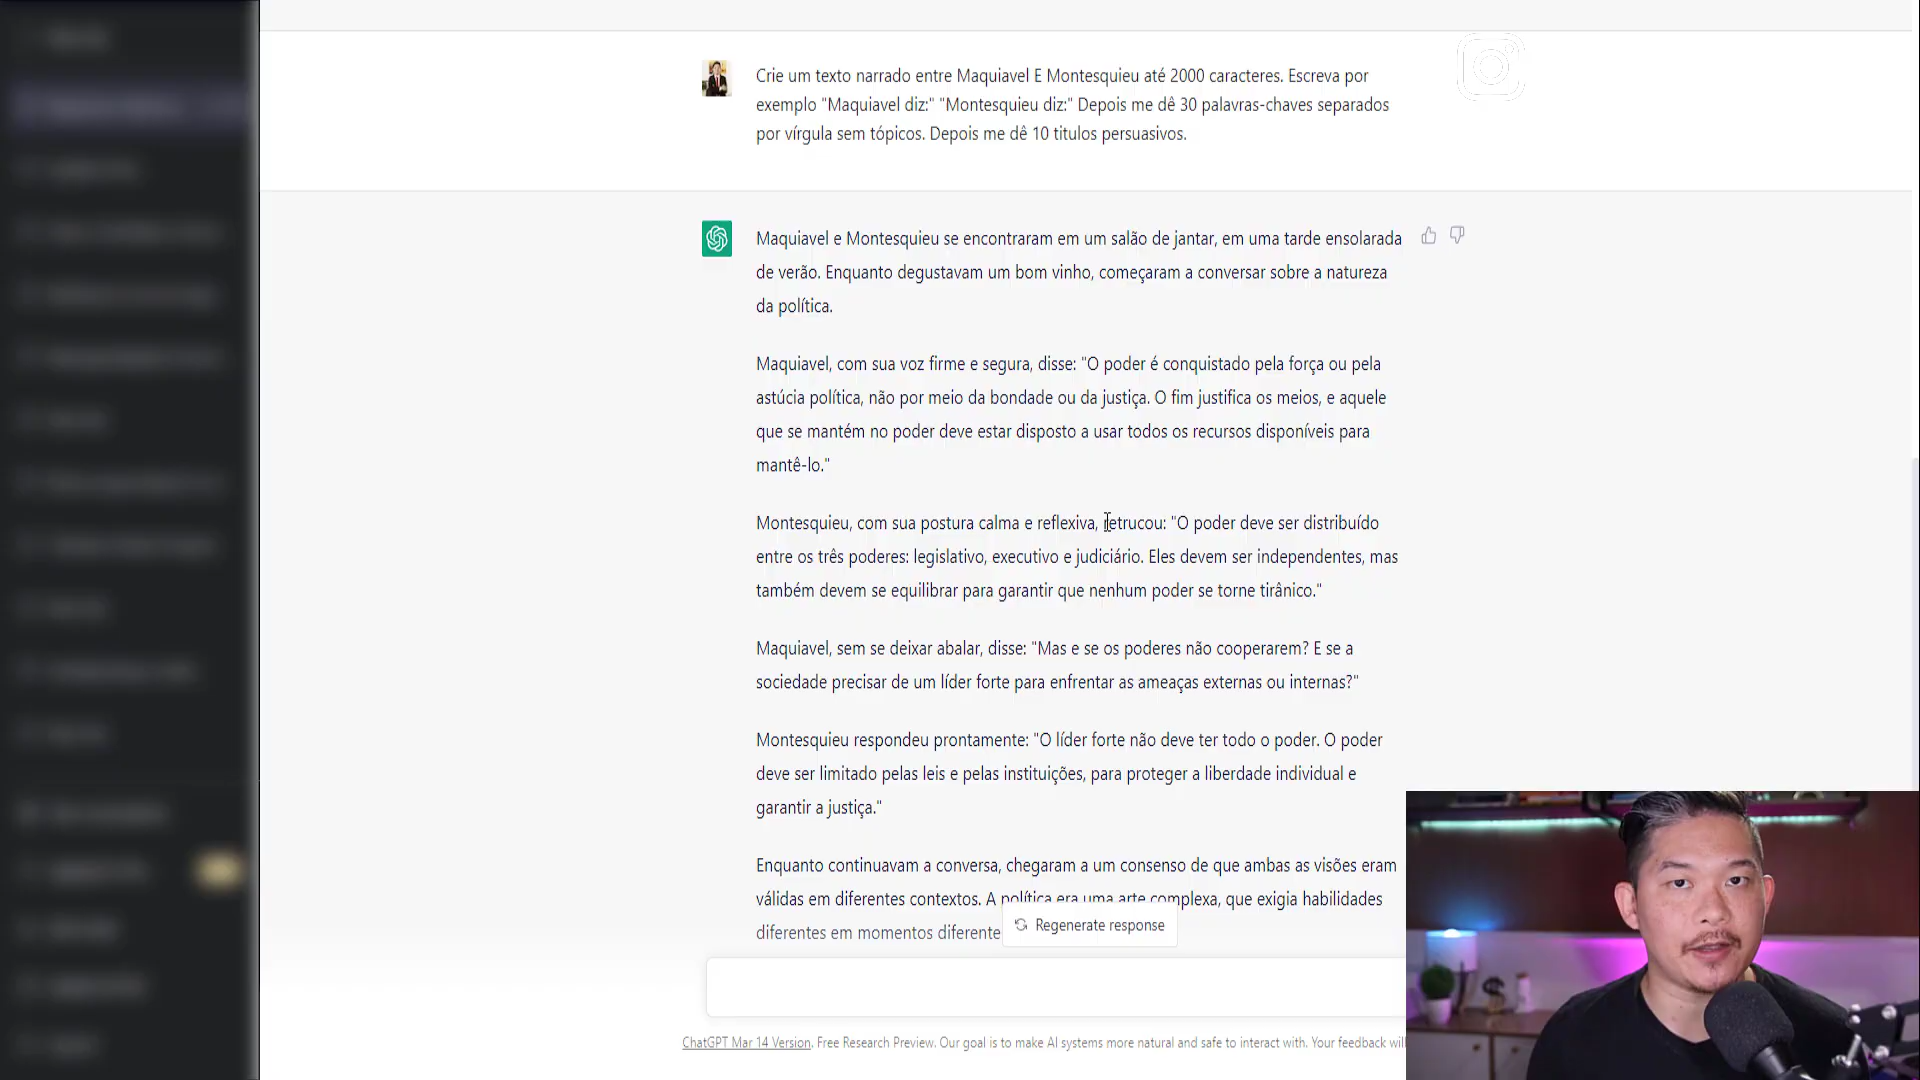 Crie um texto narrado entre Maquiavel E Montesquieu até 2000 caracteres. Escreva por
exemplo "Maquiavel diz:" "Montesquieu diz:" Depois me dê 30 palavras-chaves separados
por vírgula sem tópicos. Depois me dê 10 titulos persuasivos.
Maquiavel e Montesquieu se encontraram em um salão de jantar, em uma tarde ensolarada
de verão. Enquanto degustavam um bom vinho, começaram a conversar sobre a natureza
da política.
Maquiavel, com sua voz firme e segura, disse: "O poder é conquistado pela força ou pela
astúcia política, não por meio da bondade ou da justiça. O fim justifica os meios, e aquele
que se mantém no poder deve estar disposto a usar todos os recursos disponíveis para
mantê-lo."
Montesquieu, com sua postura calma e reflexiva, retrucou: "O poder deve ser distribuído
entre os três poderes: legislativo, executivo e judiciário. Eles devem ser independentes, mas
também devem se equilibrar para garantir que nenhum poder se torne tirânico."
Maquiavel, sem se deixar abalar, disse: "Mas e se os poderes não cooperarem? E se a
sociedade precisar de um líder forte para enfrentar as ameaças externas ou internas?"
Montesquieu respondeu prontamente: "O líder forte não deve ter todo o poder. O poder
deve ser limitado pelas leis e pelas instituições, para proteger a liberdade individual e
garantir a justiça."
Enquanto continuavam a conversa, chegaram a um consenso de que ambas as visões eram
válidas em diferentes contextos. A política era uma arte complexa, que exigia habilidades
diferentes em momentos diferente
Regenerate response
ChatGPT Mar 14 Version. Free Research Preview. Our goal is to make AI systems more natural and safe to interact with. Your feedback wil